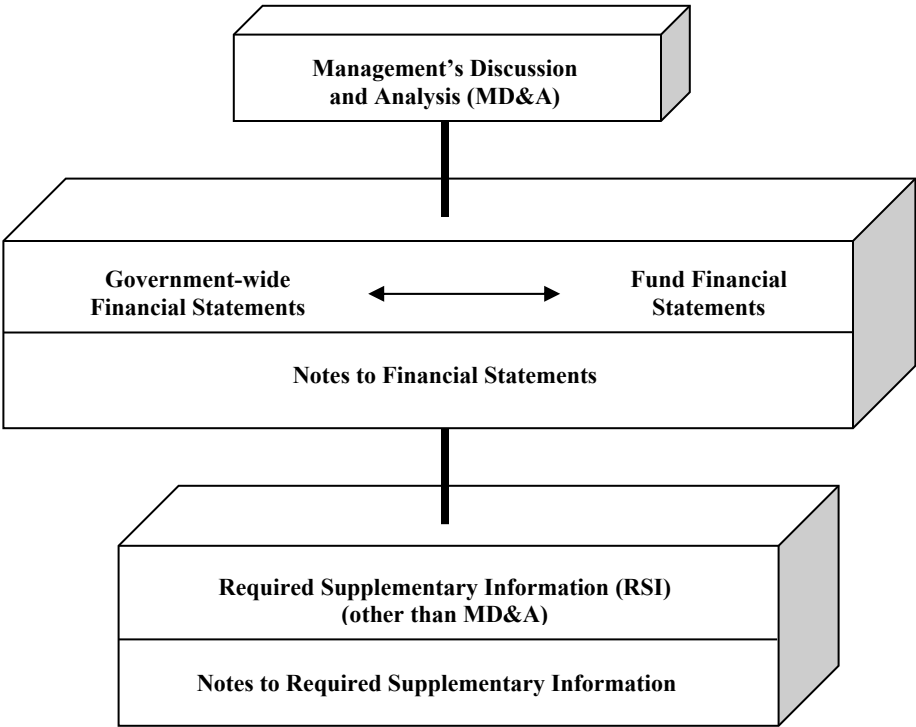 Management’s Discussion
and Analysis (MD&A)
Government-wide
Financial Statements
Fund Financial
Statements
Notes to Financial Statements
Required Supplementary Information (RSI)
(other than MD&A)
Notes to Required Supplementary Information